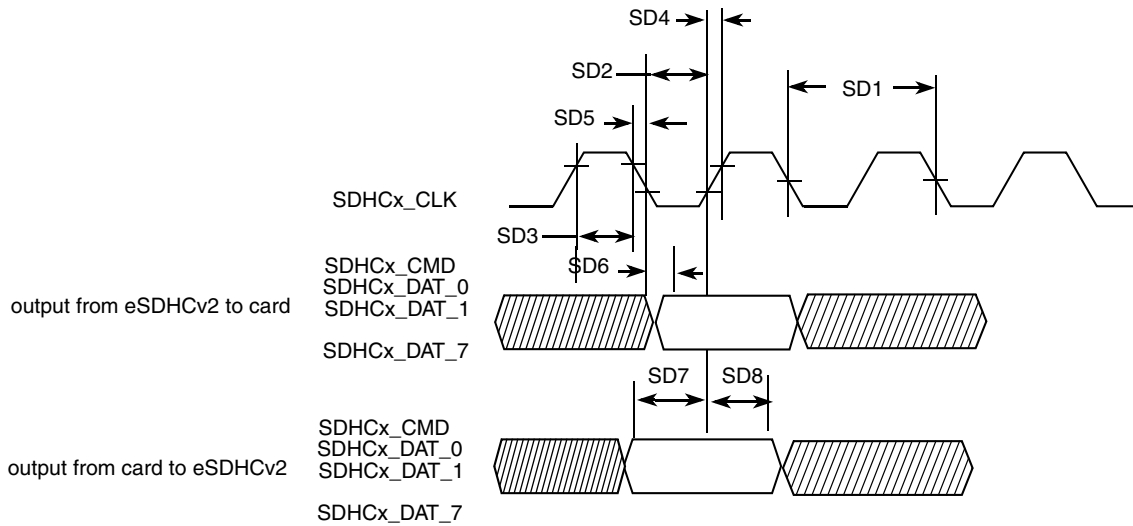 SD4
SD2
SD1
SD5
SDHCx_CLK
SD3
SDHCx_CMD
SD6
SDHCx_DAT_0
output from eSDHCv2 to card
SDHCx_DAT_1
SDHCx_DAT_7
SD7
SD8
SDHCx_CMD
SDHCx_DAT_0
output from card to eSDHCv2
SDHCx_DAT_1
SDHCx_DAT_7